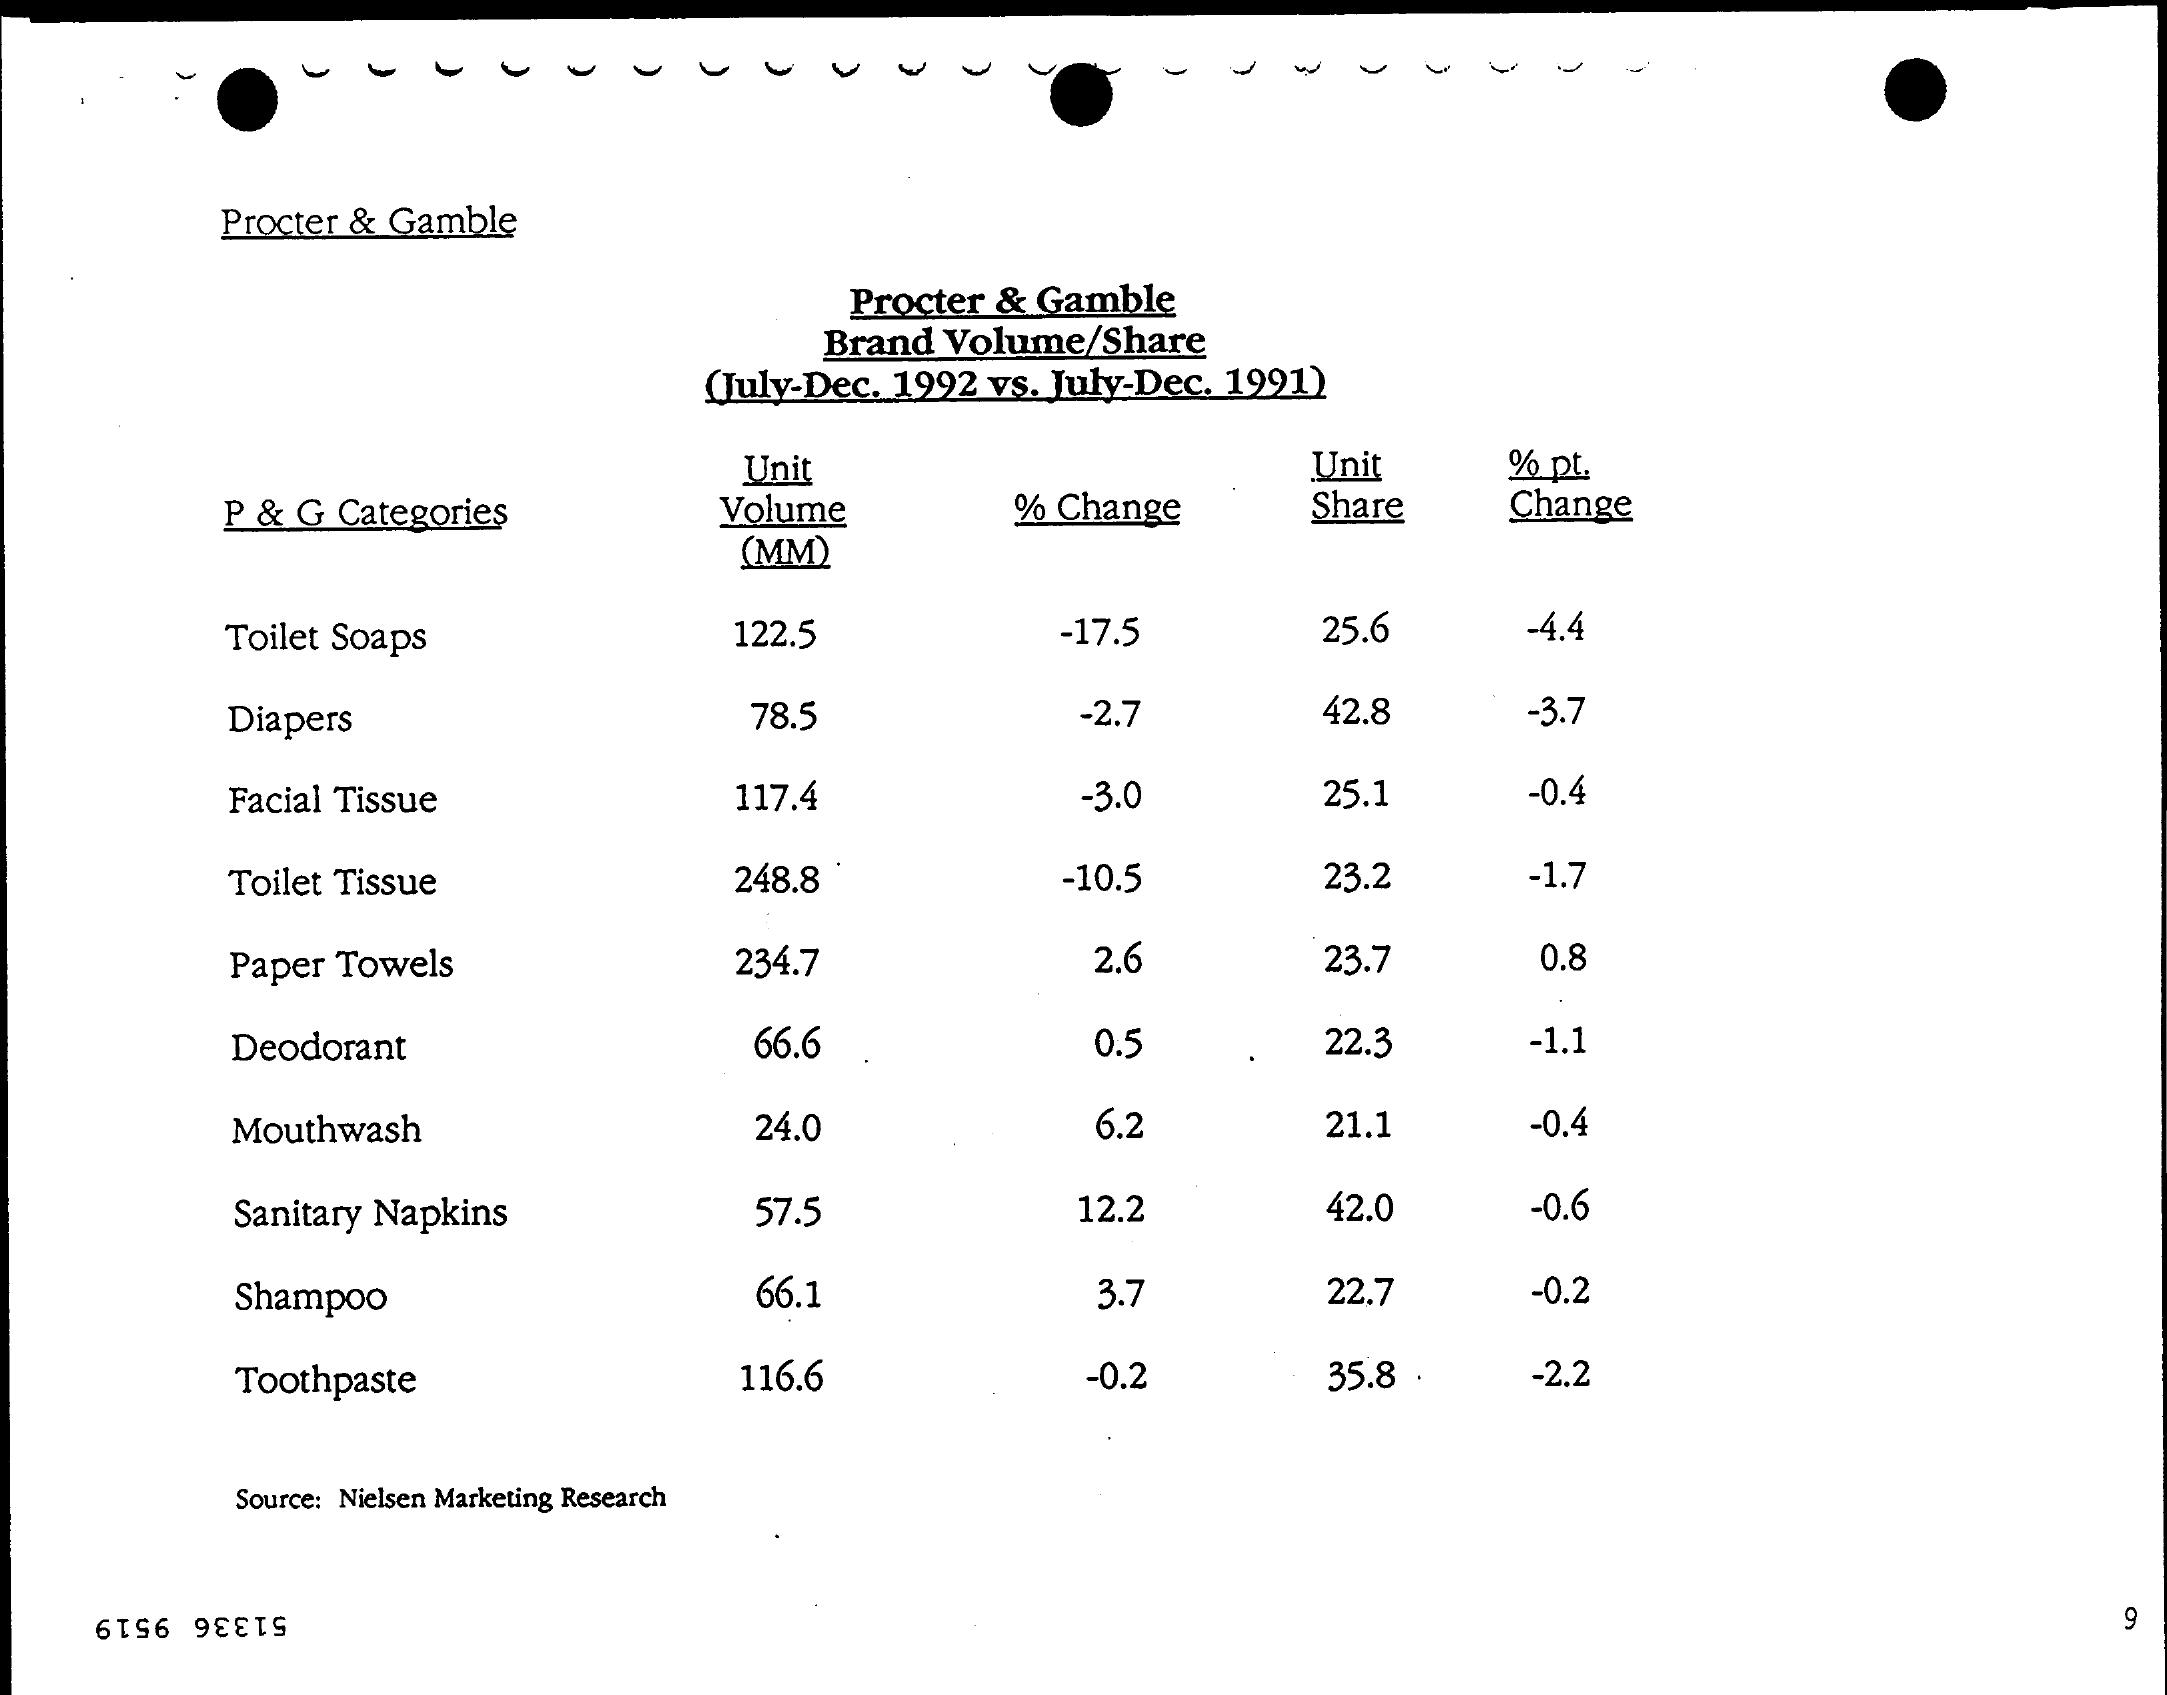 Procter & Gamble
Procter & Gamble
Brand Volume/Share
(July-Dec. 1992 vs. July-Dec. 1991)
P & G Categories Unit Volume (MM) % Change Unit Share % pt. Change
Toilet Soaps 122.5 -17.5 25.6 -4.4
Diapers 78.5 -2.7 42.8 -3.7
Facial Tissue 117.4 -3.0 25.1 -0.4
Toilet Tissue 248.8 -10.5 23.2 -1.7
Paper Towels 234.7 2.6 23.7 0.8
Deodorant 66.6 0.5 22.3 -1.1
Mouthwash 24.0 6.2 21.1 -0.4
Sanitary Napkins 57.5 12.2 42.0 -0.6
Shampoo 66.1 3.7 22.7 -0.2
Toothpaste 116.6 -0.2 35.8 -2.2
Source: Nielsen Marketing Research
51336 9519
9